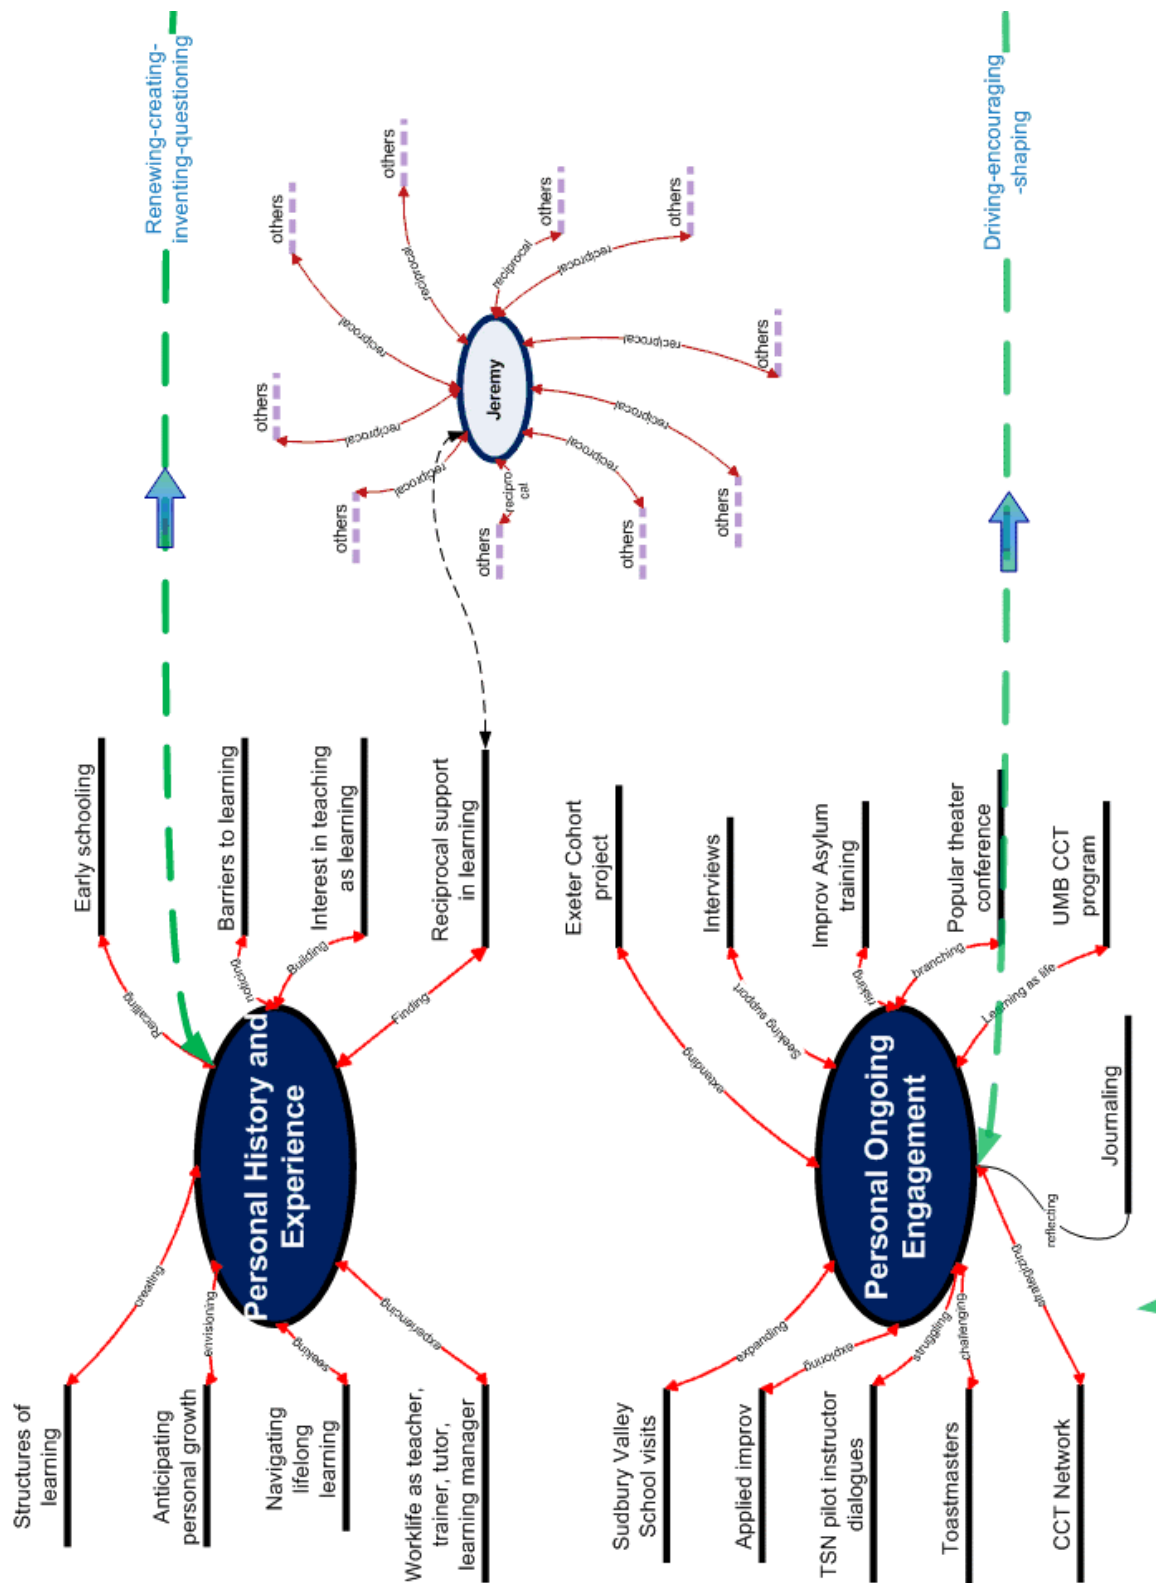 Renewing-creating-
inventing-questioning
Driving-encouraging
-shaping
Jeremy
others
reciprocal
others
reciprocal
others
reciprocal
others
reciprocal
others
reciprocal
others
reciprocal
others
reciprocal
others
reciprocal
others
recipro
cal
others
reciprocal
Personal History and
Experience
Early schooling
Recalling
Barriers to learning
noticing
Interest in teaching
as learning
Building
Reciprocal support
in learning
Finding
Structures of
learning
creating
Anticipating
personal growth
envisioning
Navigating
lifelong
learning
seeking
Worklife as teacher,
trainer, tutor,
learning manager
experiencing
Personal Ongoing
Engagement
Exeter Cohort
project
extending
Interviews
Seeking support
Improv Asylum
training
risking
Popular theater
conference
branching
UMB CCT
program
Learning as life
Journaling
reflecting
Sudbury Valley
School visits
expanding
Applied improv
exploring
TSN pilot instructor
dialogues
struggling
Toastmasters
challenging
CCT Network
strategizing